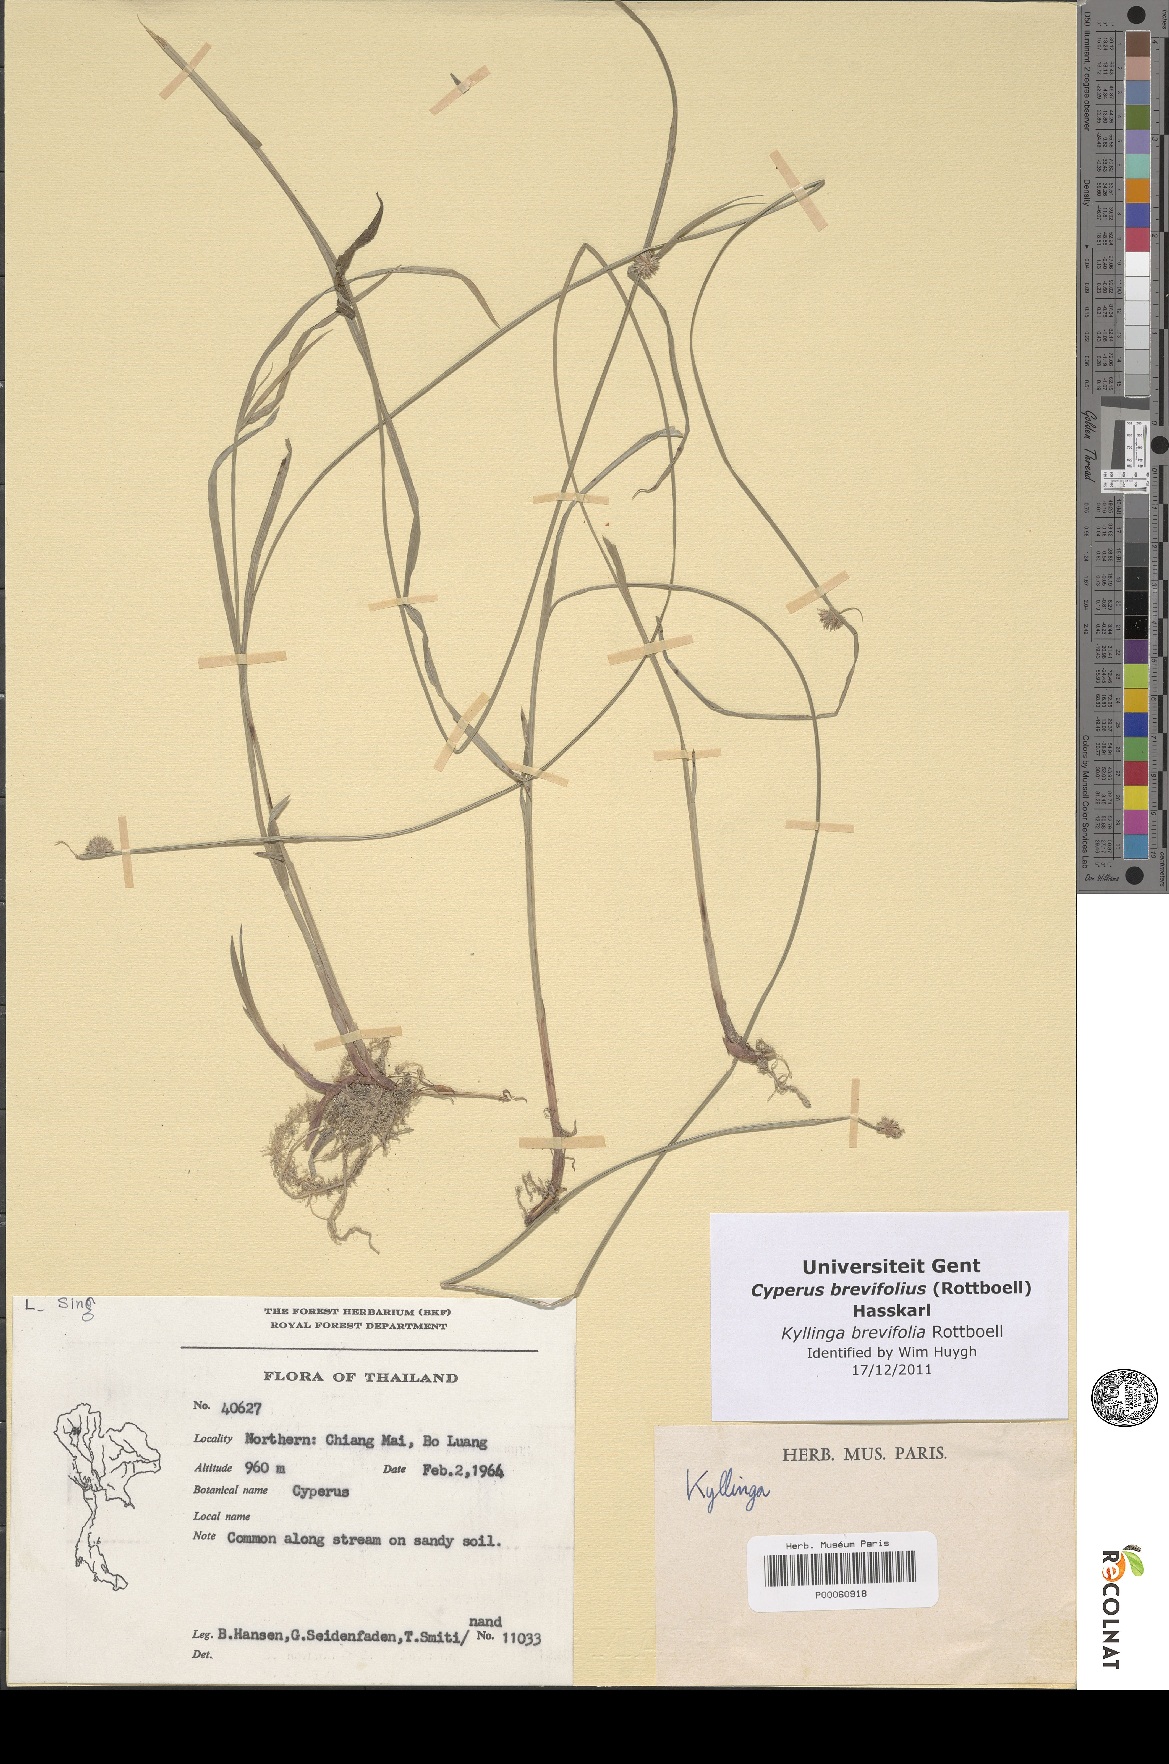 L_ Sing
THE FOREST HERBARIUM (BKF)
ROYAL FOREST DEPARTMENT
FLORA OF THAILAND
No. 40627
Locality Northern: Chiang Mai, Bo Luang
Altitude 960 m Date Feb.2,1964
Botanical name Cyperus
Local name
Note Common along stream on sandy soil.
nand
Leg. B.Hansen,G.Seidenfaden,T.Smiti/ No. 11033
Det.
Universiteit Gent
Cyperus brevifolius (Rottboell)
Hasskarl
Kyllinga brevifolia Rottboell
Identified by Wim Huygh
17/12/2011
HERB. MUS. PARIS.
Kyllinga
Herb. Muséum Paris
P00060918
Density
Golden Thread
Colors by Munsell Color Services Lab
Don Williams
RECOLNAT